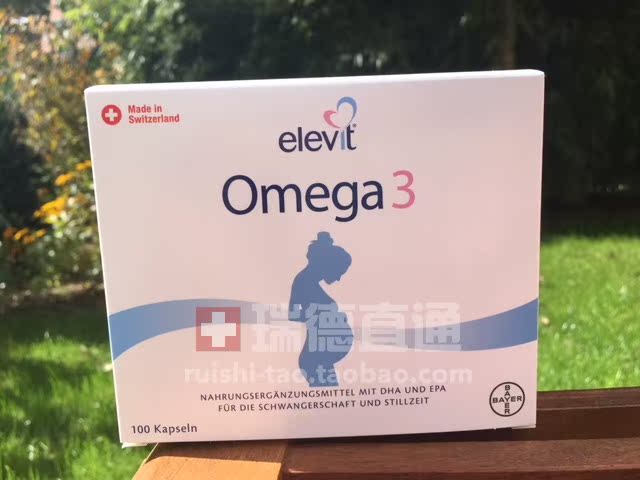 Made in
Switzerland
elevit
Omega 3
瑞德直通
ruishi-tao.taobao.com
NAHRUNGSERGÄNZUNGSMITTEL MIT DHA UND EPA
FÜR DIE SCHWANGERSCHAFT UND STILLZEIT
100 Kapseln
BAYER
BAYER